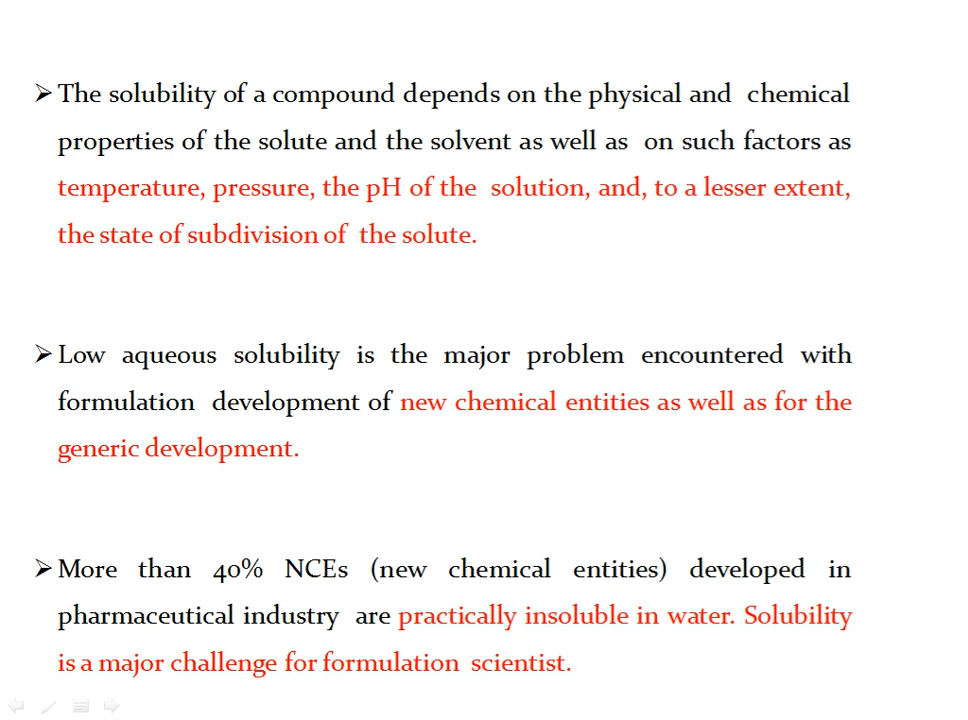 ➢ The solubility of a compound depends on the physical and chemical
properties of the solute and the solvent as well as on such factors as
temperature, pressure, the pH of the solution, and, to a lesser extent,
the state of subdivision of the solute.
➢ Low aqueous solubility is the major problem encountered with
formulation development of new chemical entities as well as for the
generic development.
➢ More than 40% NCEs (new chemical entities) developed in
pharmaceutical industry are practically insoluble in water. Solubility
is a major challenge for formulation scientist.